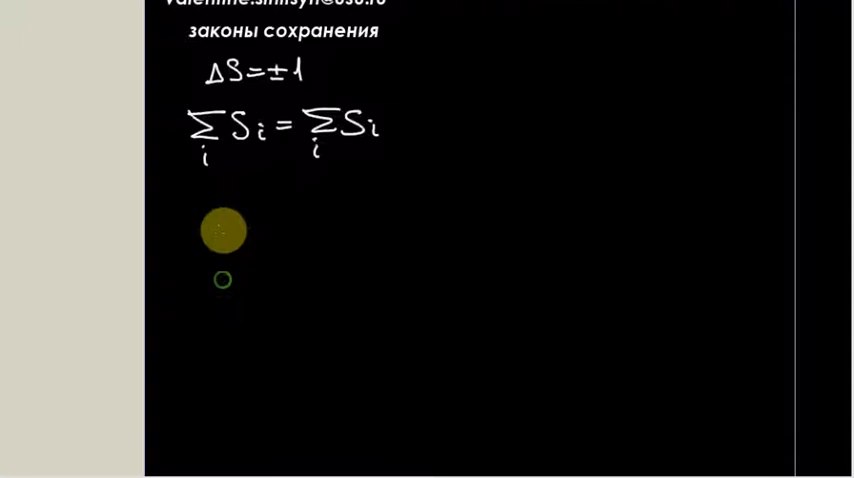 законы сохранения
ΔS=±1
∑ Si = ∑ Si
i i